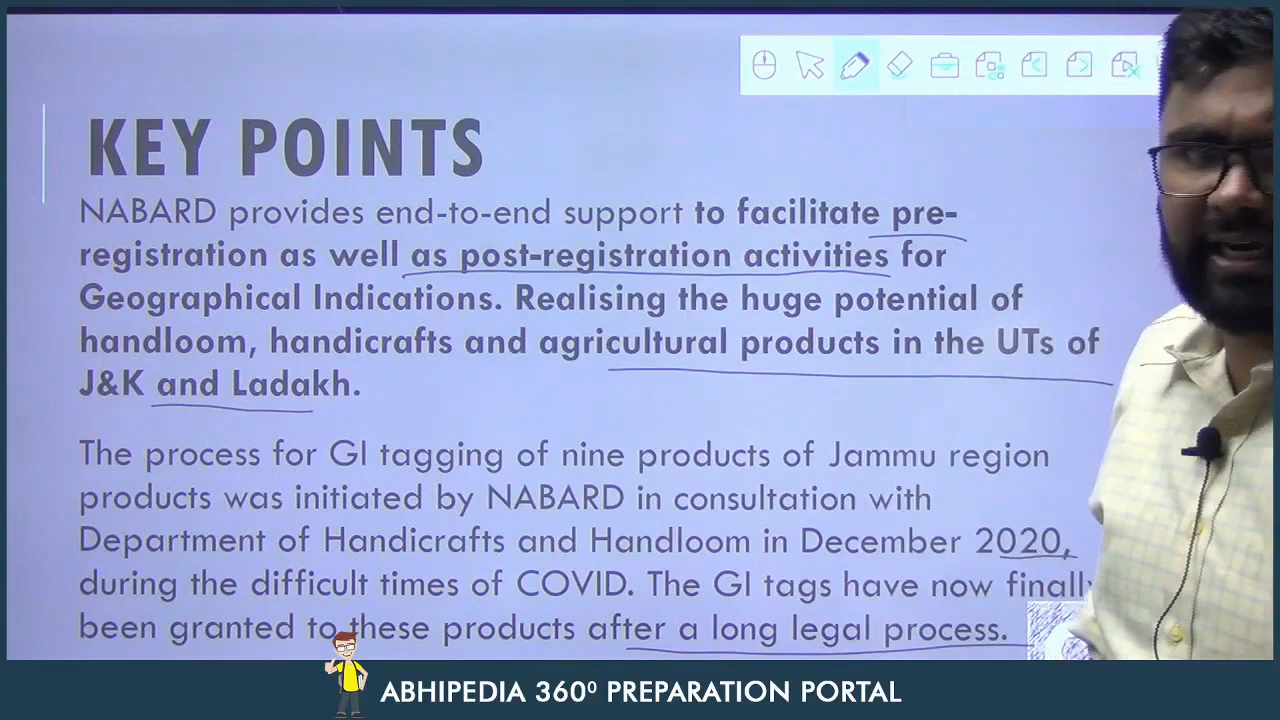 KEY POINTS
NABARD provides end-to-end support to facilitate pre-
registration as well as post-registration activities for
Geographical Indications. Realising the huge potential of
handloom, handicrafts and agricultural products in the UTs of
J&K and Ladakh.
The process for GI tagging of nine products of Jammu region
products was initiated by NABARD in consultation with
Department of Handicrafts and Handloom in December 2020,
during the difficult times of COVID. The GI tags have now finally
been granted to these products after a long legal process.
ABHIPEDIA 360⁰ PREPARATION PORTAL